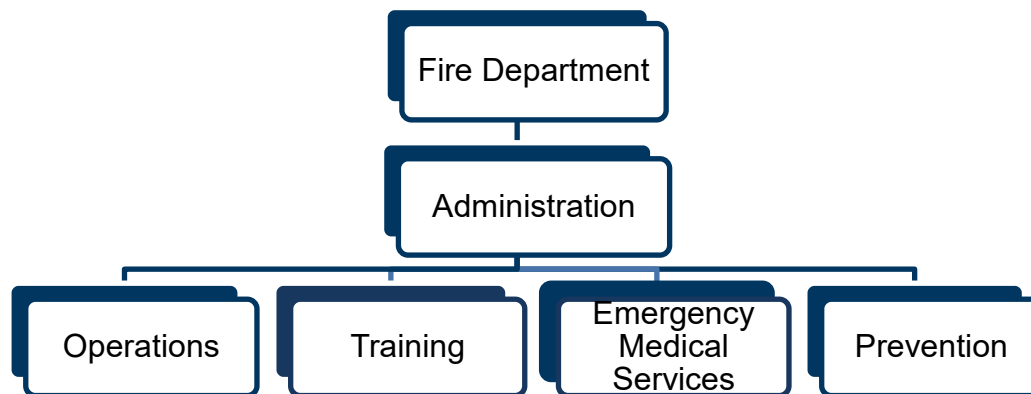 Fire Department
Administration
Operations
Training
Emergency
Medical
Services
Prevention